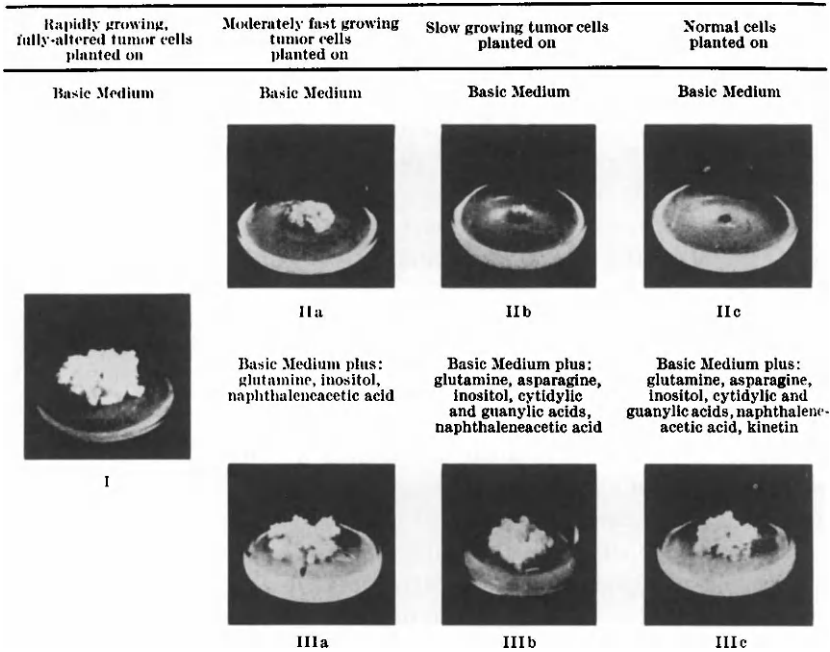 Rapidly growing,
fully-altered tumor cells
planted on
Moderately fast growing
tumor cells
planted on
Slow growing tumor cells
planted on
Normal cells
planted on
Basic Medium
Basic Medium
Basic Medium
Basic Medium
IIa
IIb
IIc
I
Basic Medium plus:
glutamine, inositol,
naphthaleneacetic acid
Basic Medium plus:
glutamine, asparagine,
inositol, cytidylic
and guanylic acids,
naphthaleneacetic acid
Basic Medium plus:
glutamine, asparagine,
inositol, cytidylic and
guanylic acids, naphthalene-
acetic acid, kinetin
IIIa
IIIb
IIIc